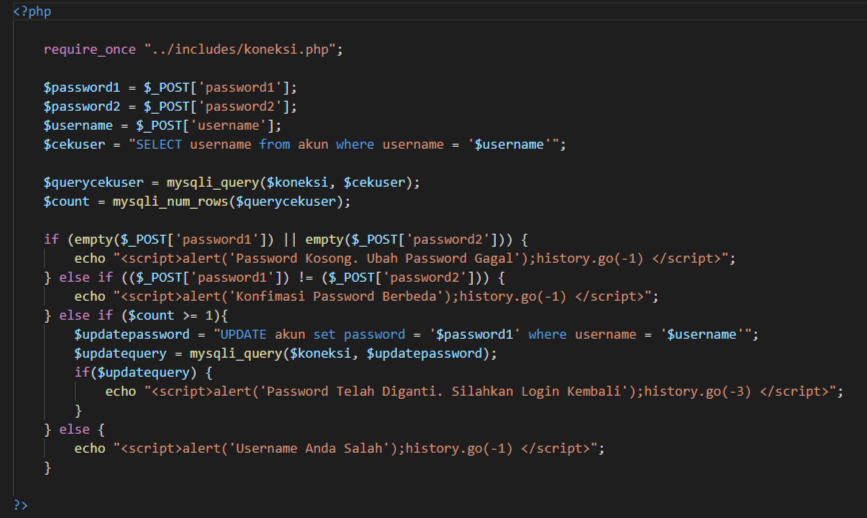 <?php
require_once "../includes/koneksi.php";
$password1 = $_POST['password1'];
$password2 = $_POST['password2'];
$username = $_POST['username'];
$cekuser = "SELECT username from akun where username = '$username'";
$querycekuser = mysqli_query($koneksi, $cekuser);
$count = mysqli_num_rows($querycekuser);
if (empty($_POST['password1']) || empty($_POST['password2'])) {
echo "<script>alert('Password Kosong. Ubah Password Gagal');history.go(-1) </script>";
} else if (($_POST['password1']) != ($_POST['password2'])) {
echo "<script>alert('Konfimasi Password Berbeda');history.go(-1) </script>";
} else if ($count >= 1){
$updatepassword = "UPDATE akun set password = '$password1' where username = '$username'";
$updatequery = mysqli_query($koneksi, $updatepassword);
if($updatequery) {
echo "<script>alert('Password Telah Diganti. Silahkan Login Kembali');history.go(-3) </script>";
}
} else {
echo "<script>alert('Username Anda Salah');history.go(-1) </script>";
}
?>